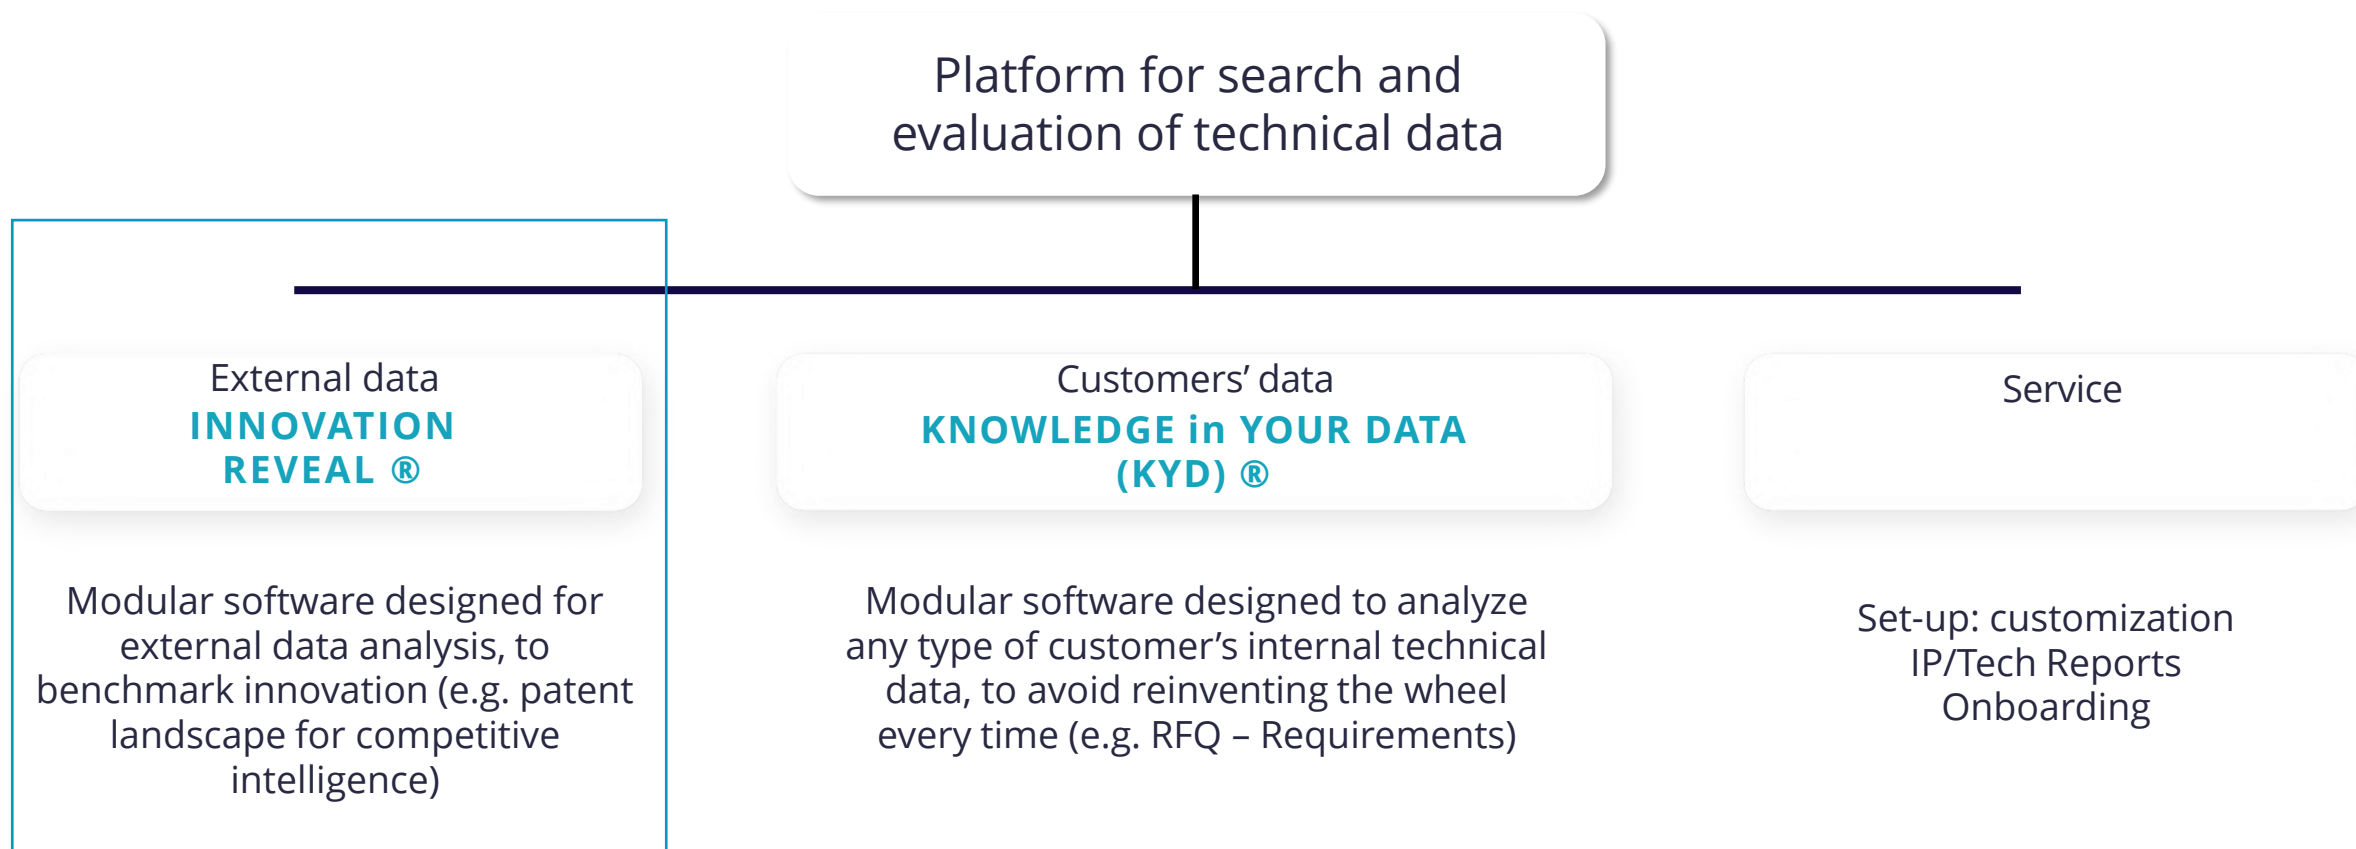 Platform for search and
evaluation of technical data
External data
INNOVATION
REVEAL ®
Modular software designed for
external data analysis, to
benchmark innovation (e.g. patent
landscape for competitive
intelligence)
Customers’ data
KNOWLEDGE in YOUR DATA
(KYD) ®
Modular software designed to analyze
any type of customer’s internal technical
data, to avoid reinventing the wheel
every time (e.g. RFQ – Requirements)
Service
Set-up: customization
IP/Tech Reports
Onboarding